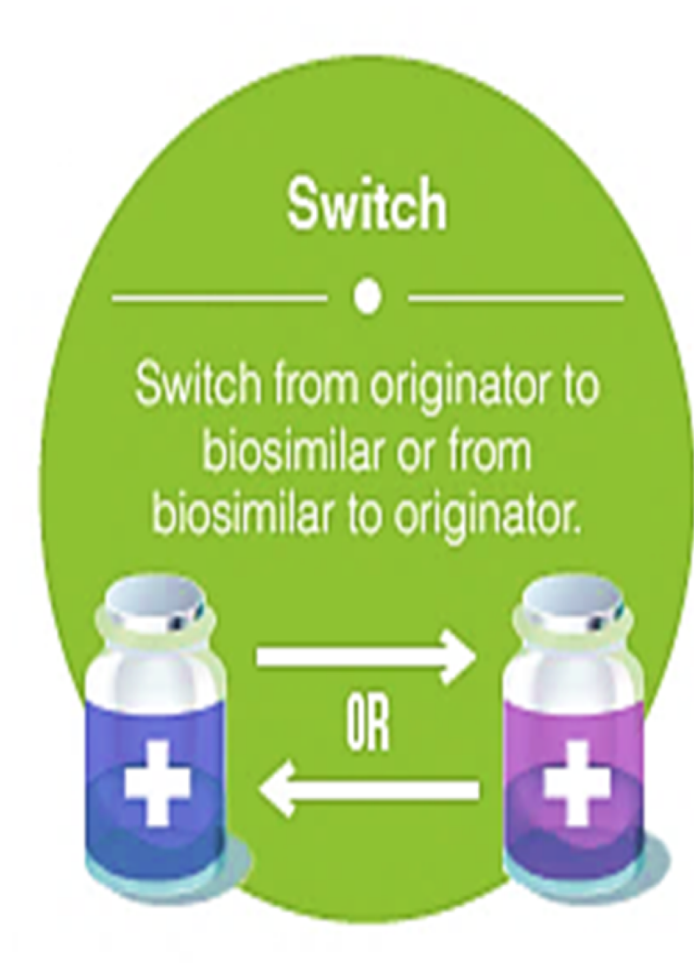 Switch
Switch from originator to
biosimilar or from
biosimilar to originator.
OR